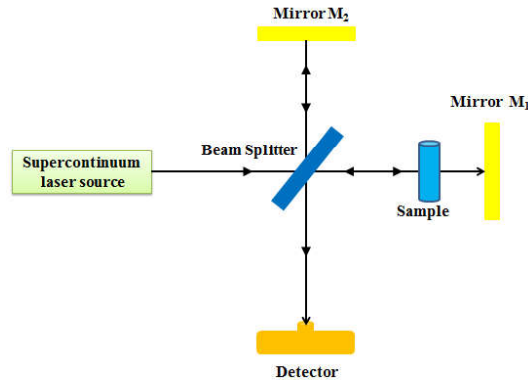 Mirror M2
Mirror M1
Beam Splitter
Supercontinuum
laser source
Sample
Detector